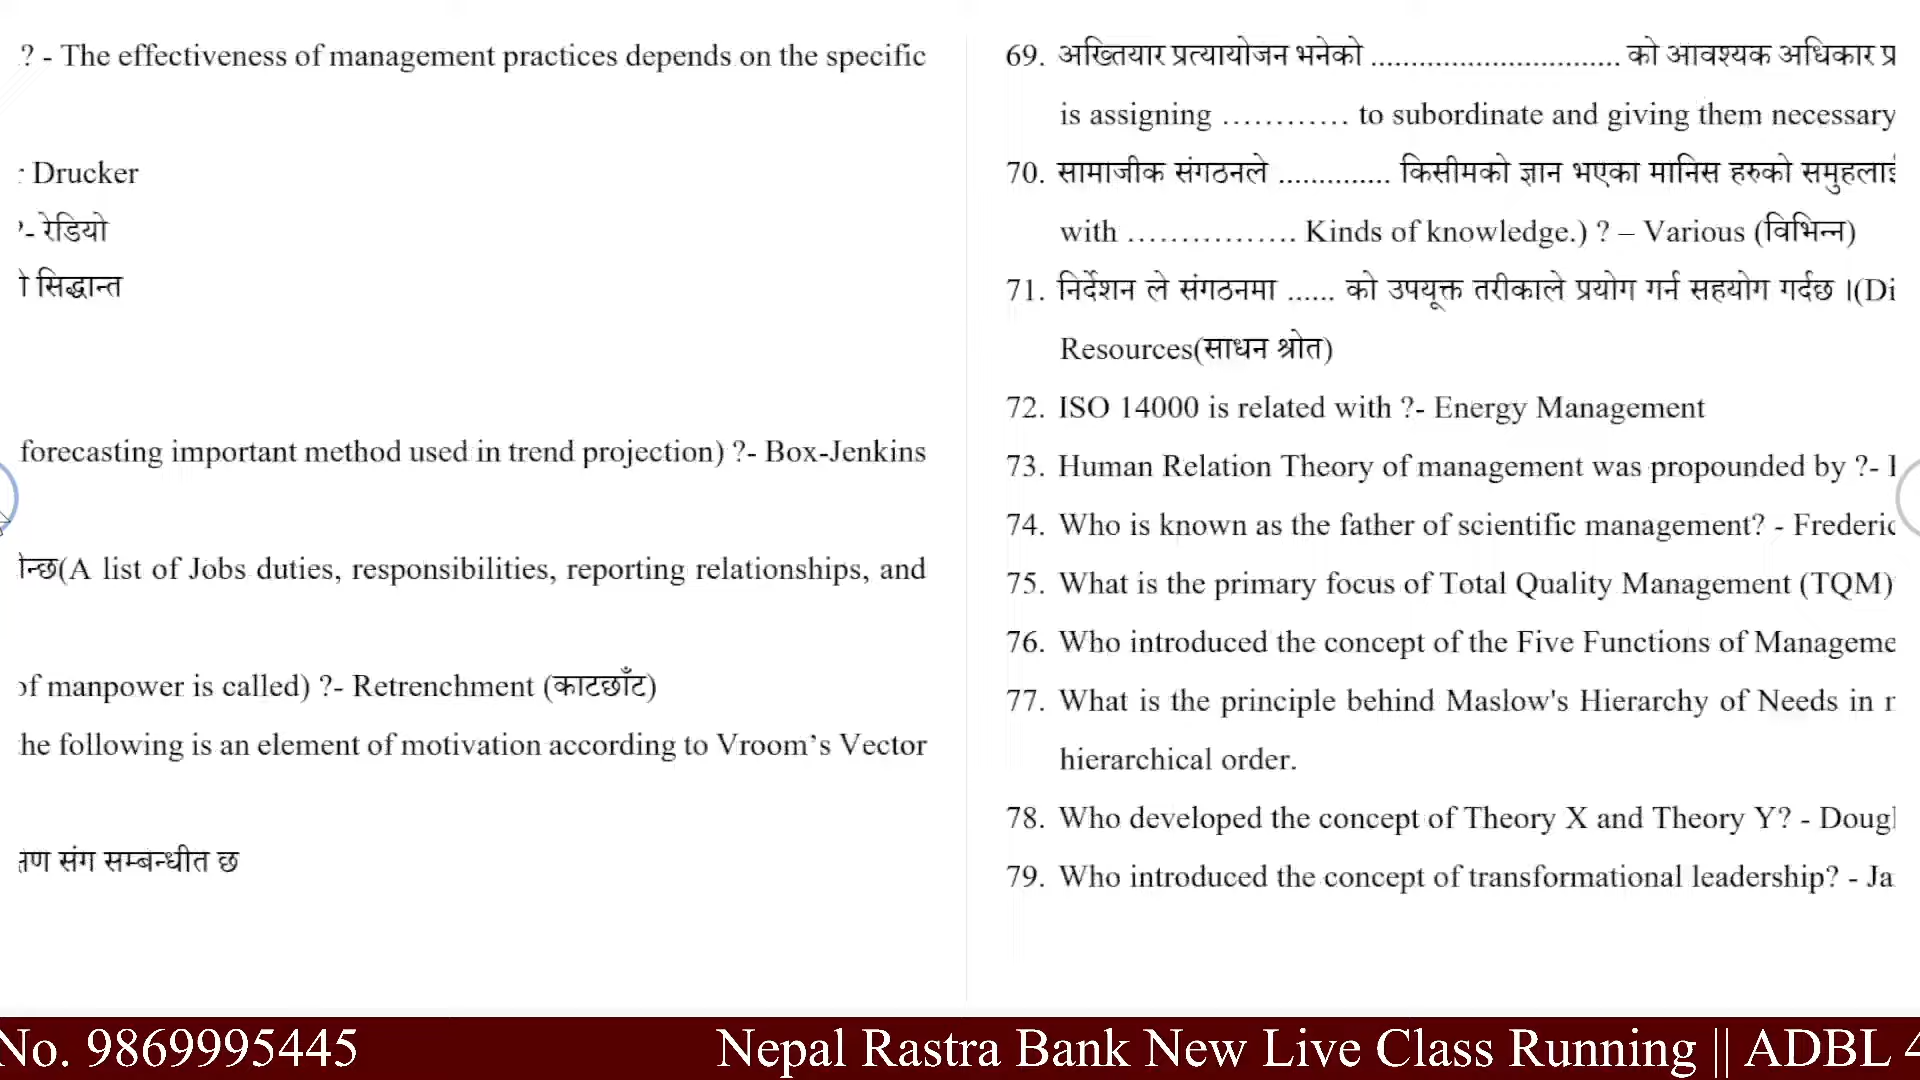 ? - The effectiveness of management practices depends on the specific
Drucker
?- रेडियो
सिद्धान्त
forecasting important method used in trend projection) ?- Box-Jenkins
(A list of Jobs duties, responsibilities, reporting relationships, and
of manpower is called) ?- Retrenchment (काटछाँट)
he following is an element of motivation according to Vroom’s Vector
संग सम्बन्धीत छ
69. अख्तियार प्रत्यायोजन भनेको ............................... को आवश्यक अधिकार प्र
is assigning ………… to subordinate and giving them necessary
70. सामाजीक संगठनले .............. किसीमको ज्ञान भएका मानिस हरुको समुहलाई
with ……………. Kinds of knowledge.) ? – Various (विभिन्न)
71. निर्देशन ले संगठनमा ...... को उपयूक्त तरीकाले प्रयोग गर्न सहयोग गर्दछ ।(Di
Resources(साधन श्रोत)
72. ISO 14000 is related with ?- Energy Management
73. Human Relation Theory of management was propounded by ?-
74. Who is known as the father of scientific management? - Frederic
75. What is the primary focus of Total Quality Management (TQM)
76. Who introduced the concept of the Five Functions of Manageme
77. What is the principle behind Maslow's Hierarchy of Needs in
hierarchical order.
78. Who developed the concept of Theory X and Theory Y? - Dougl
79. Who introduced the concept of transformational leadership? - Ja
No. 9869995445 Nepal Rastra Bank New Live Class Running || ADBL 4